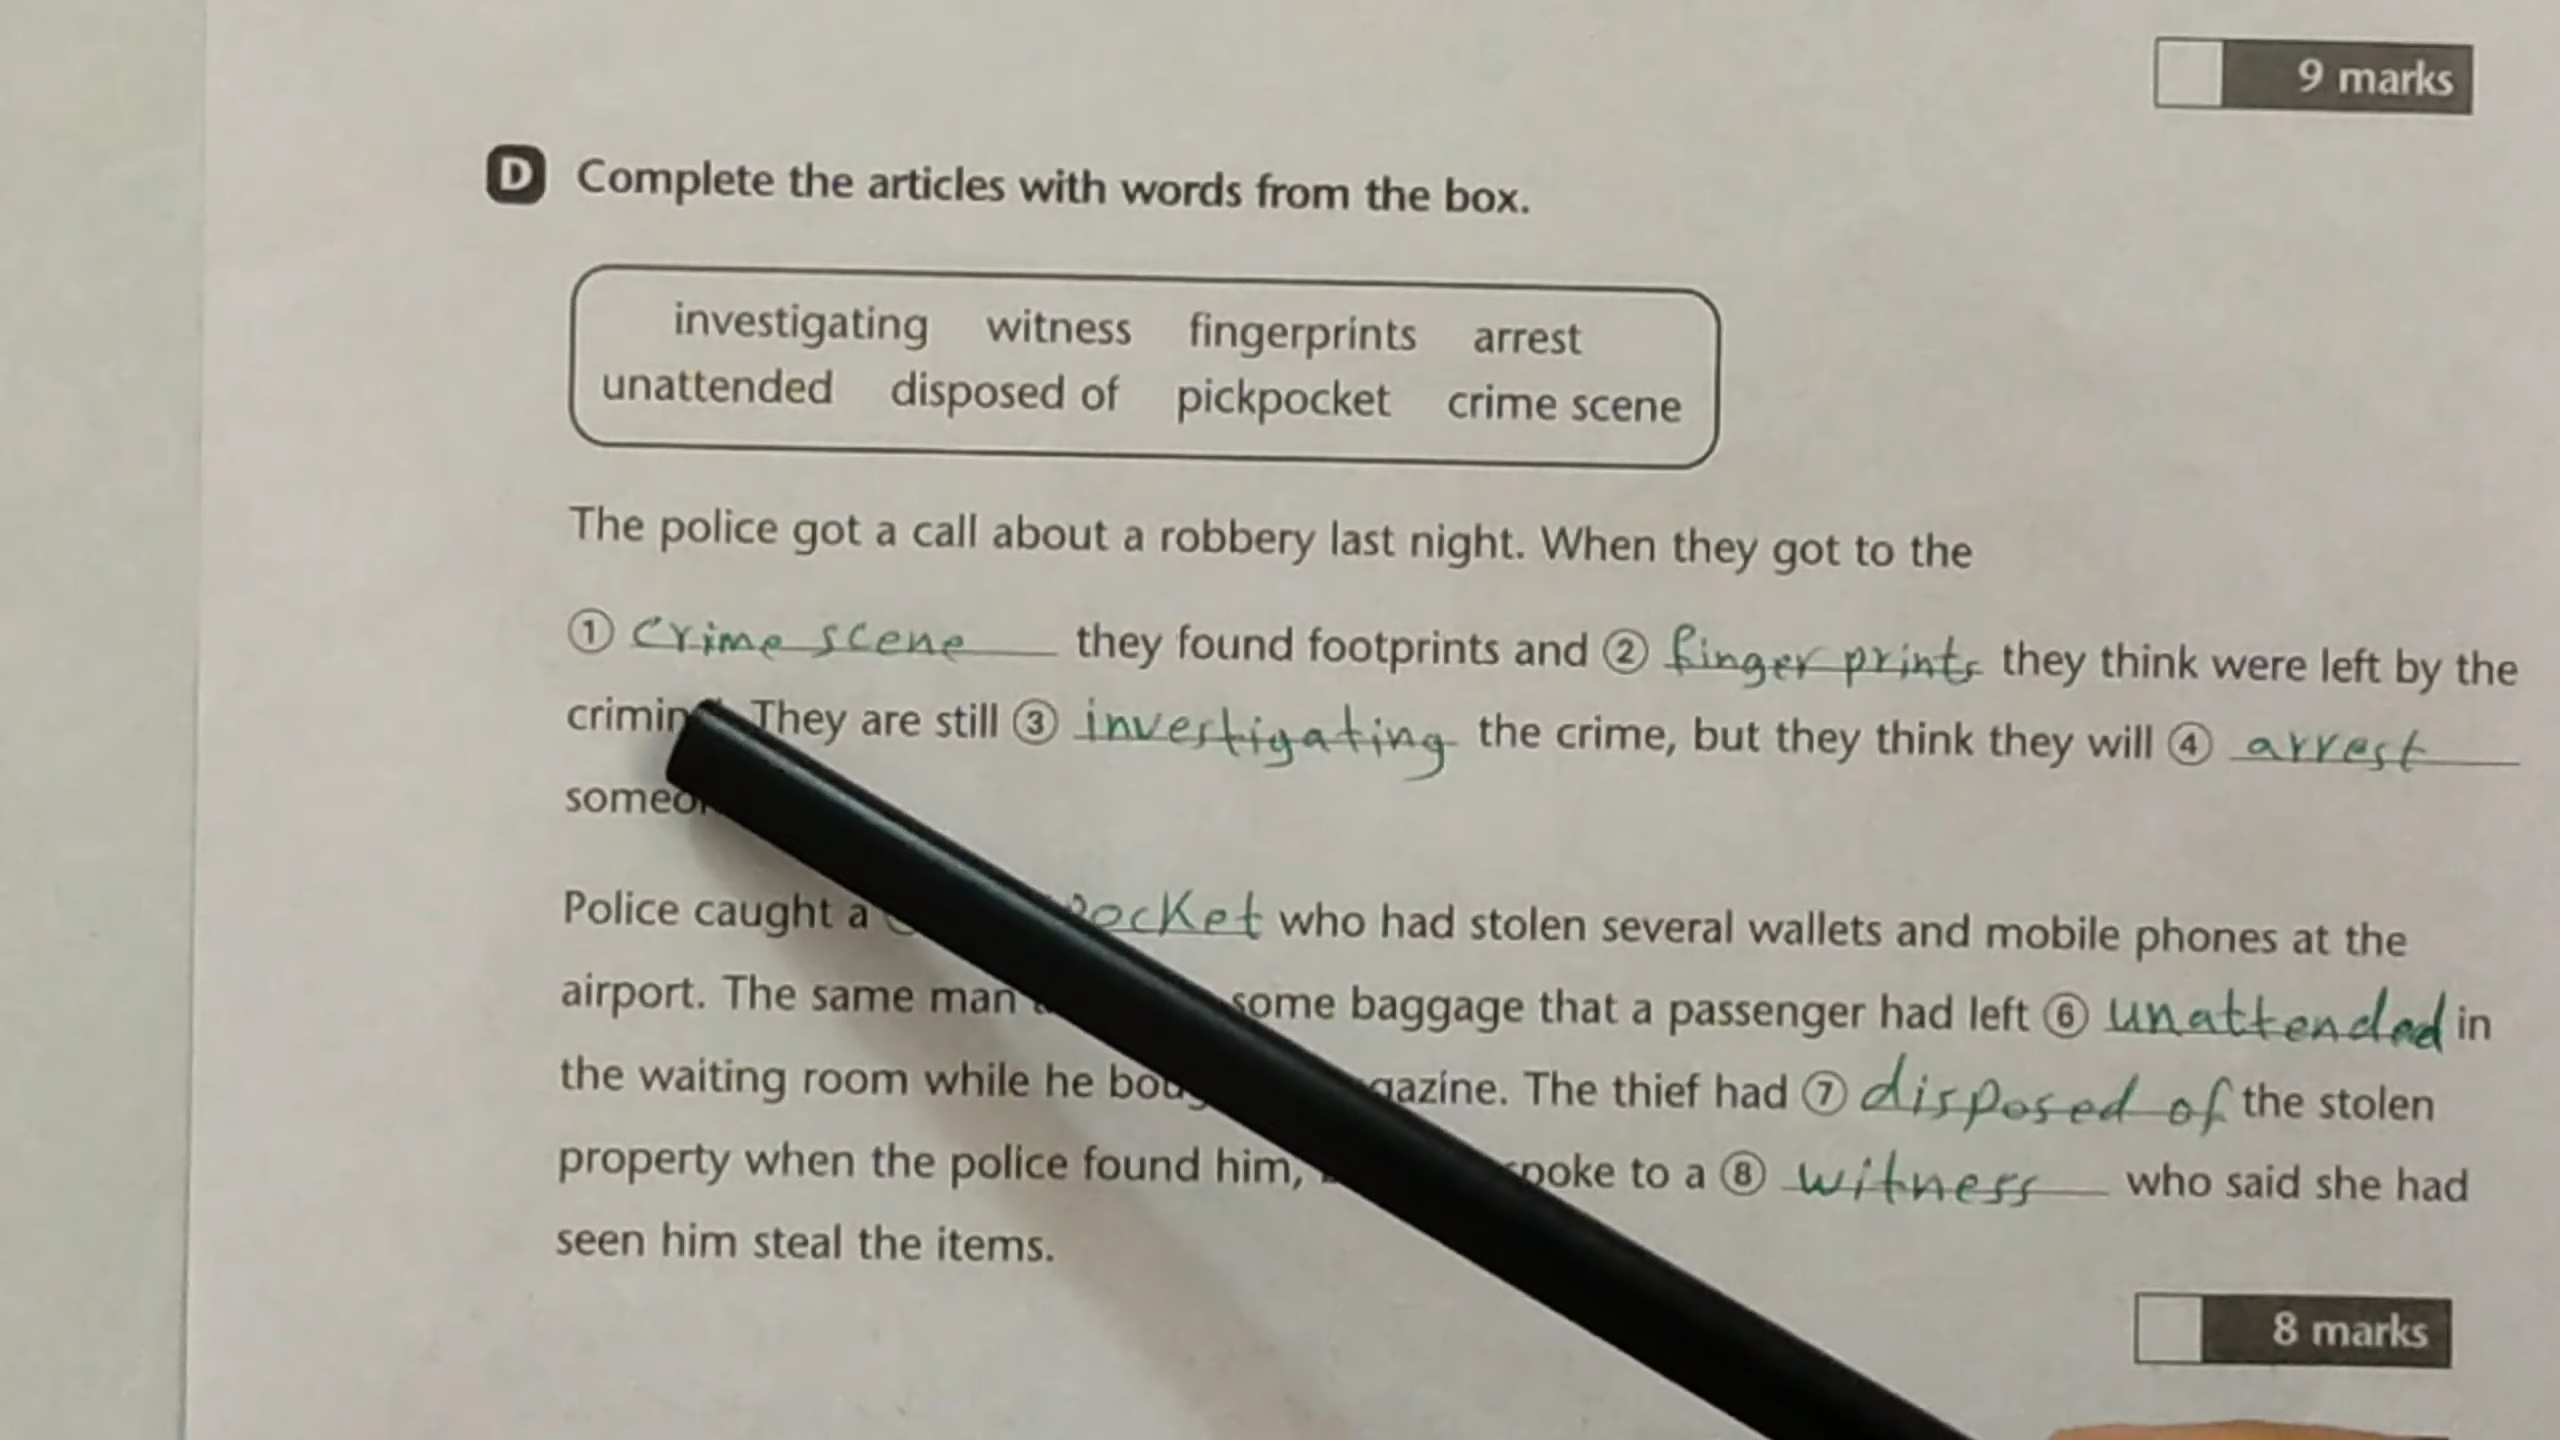 9 marks
D Complete the articles with words from the box.
investigating witness fingerprints arrest
unattended disposed of pickpocket crime scene
The police got a call about a robbery last night. When they got to the
① crime scene they found footprints and ② finger prints they think were left by the
They are still ③ investigating the crime, but they think they will ④ arrest
Police caught a who had stolen several wallets and mobile phones at the
airport. The same man some baggage that a passenger had left ⑥ unattended in
the waiting room while he The thief had ⑦ disposed of the stolen
property when the police found him, to a ⑧ witness who said she had
seen him steal the items.
8 marks